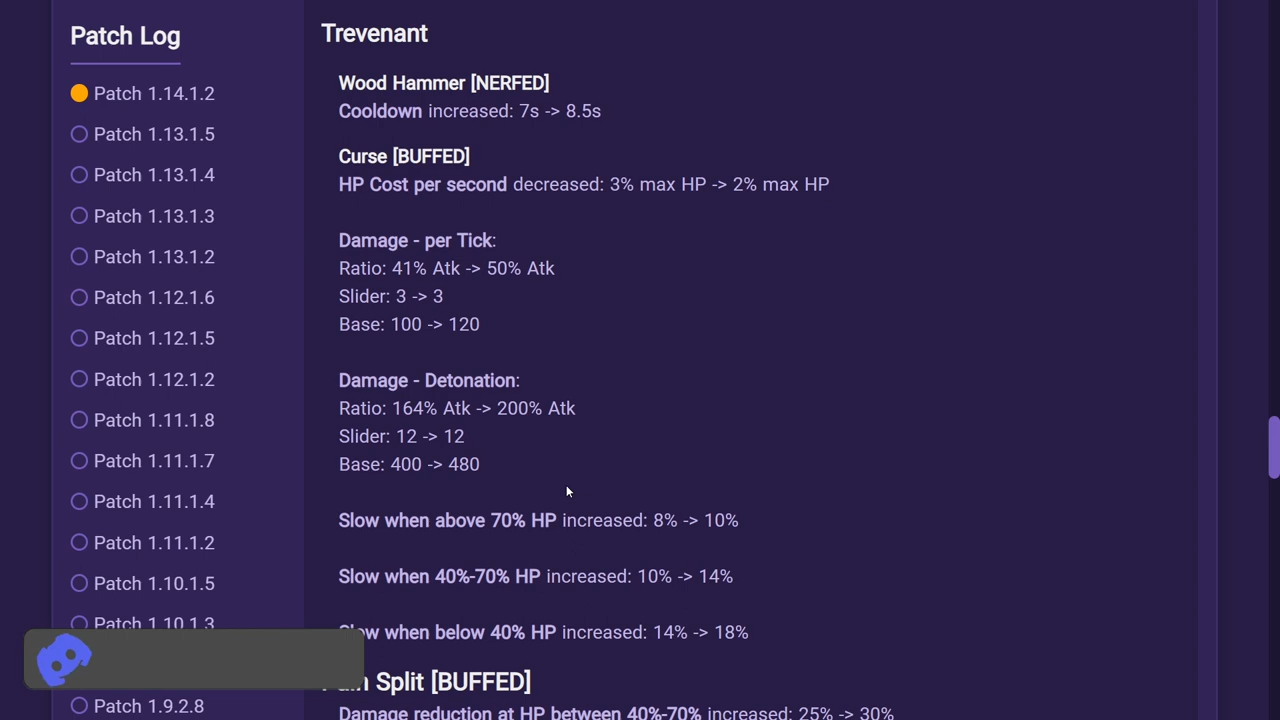 Patch Log
Patch 1.14.1.2
Patch 1.13.1.5
Patch 1.13.1.4
Patch 1.13.1.3
Patch 1.13.1.2
Patch 1.12.1.6
Patch 1.12.1.5
Patch 1.12.1.2
Patch 1.11.1.8
Patch 1.11.1.7
Patch 1.11.1.4
Patch 1.11.1.2
Patch 1.10.1.5
Patch 1.10.1.3
Patch 1.9.2.8
Trevenant
Wood Hammer [NERFED]
Cooldown increased: 7s -> 8.5s
Curse [BUFFED]
HP Cost per second decreased: 3% max HP -> 2% max HP
Damage - per Tick:
Ratio: 41% Atk -> 50% Atk
Slider: 3 -> 3
Base: 100 -> 120
Damage - Detonation:
Ratio: 164% Atk -> 200% Atk
Slider: 12 -> 12
Base: 400 -> 480
Slow when above 70% HP increased: 8% -> 10%
Slow when 40%-70% HP increased: 10% -> 14%
Slow when below 40% HP increased: 14% -> 18%
Split [BUFFED]
Damage reduction at HP between 40%-70% increased: 25% -> 30%